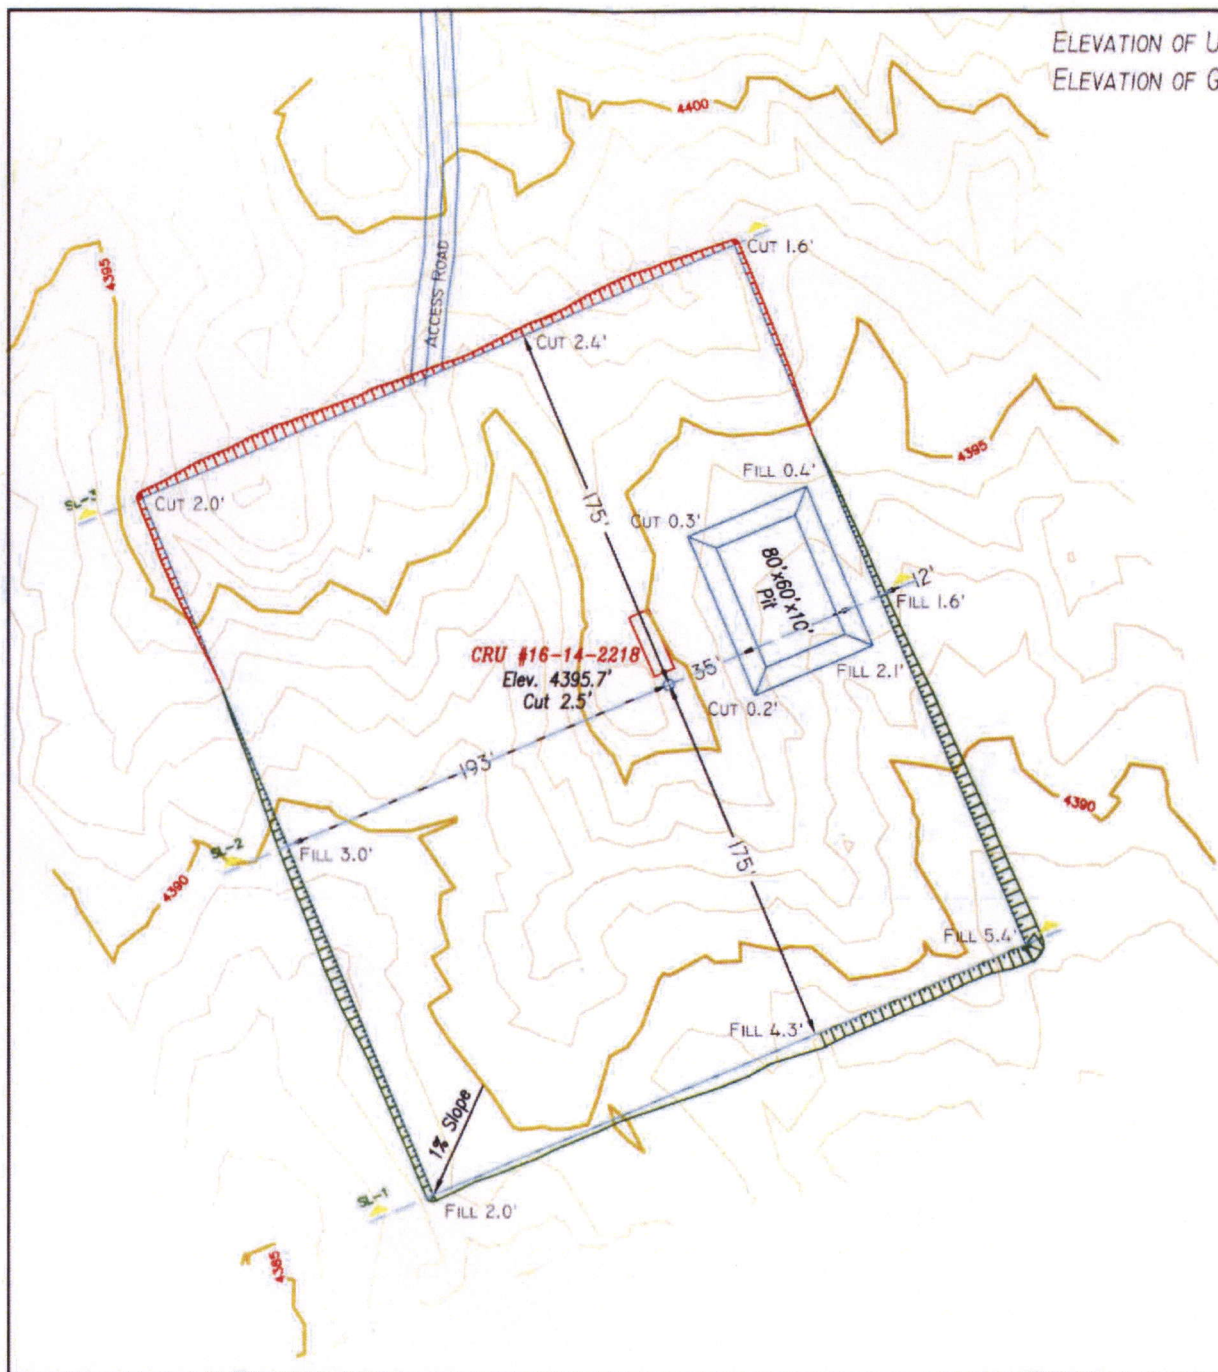 ELEVATION OF U
ELEVATION OF G
4400
4395
ACCESS ROAD
CUT 1.6'
CUT 2.4'
4395
FILL 0.4'
CUT 2.0'
175'
CUT 0.3'
80'x60'x10'
Pit
12'
FILL 1.6'
CRU #16-14-2218
Elev. 4395.7'
Cut 2.5'
35'
FILL 2.1'
CUT 0.2'
193'
4390
SL-2
FILL 3.0'
175'
4390
FILL 5.4'
FILL 4.3'
1% Slope
SL-1
FILL 2.0'
4385